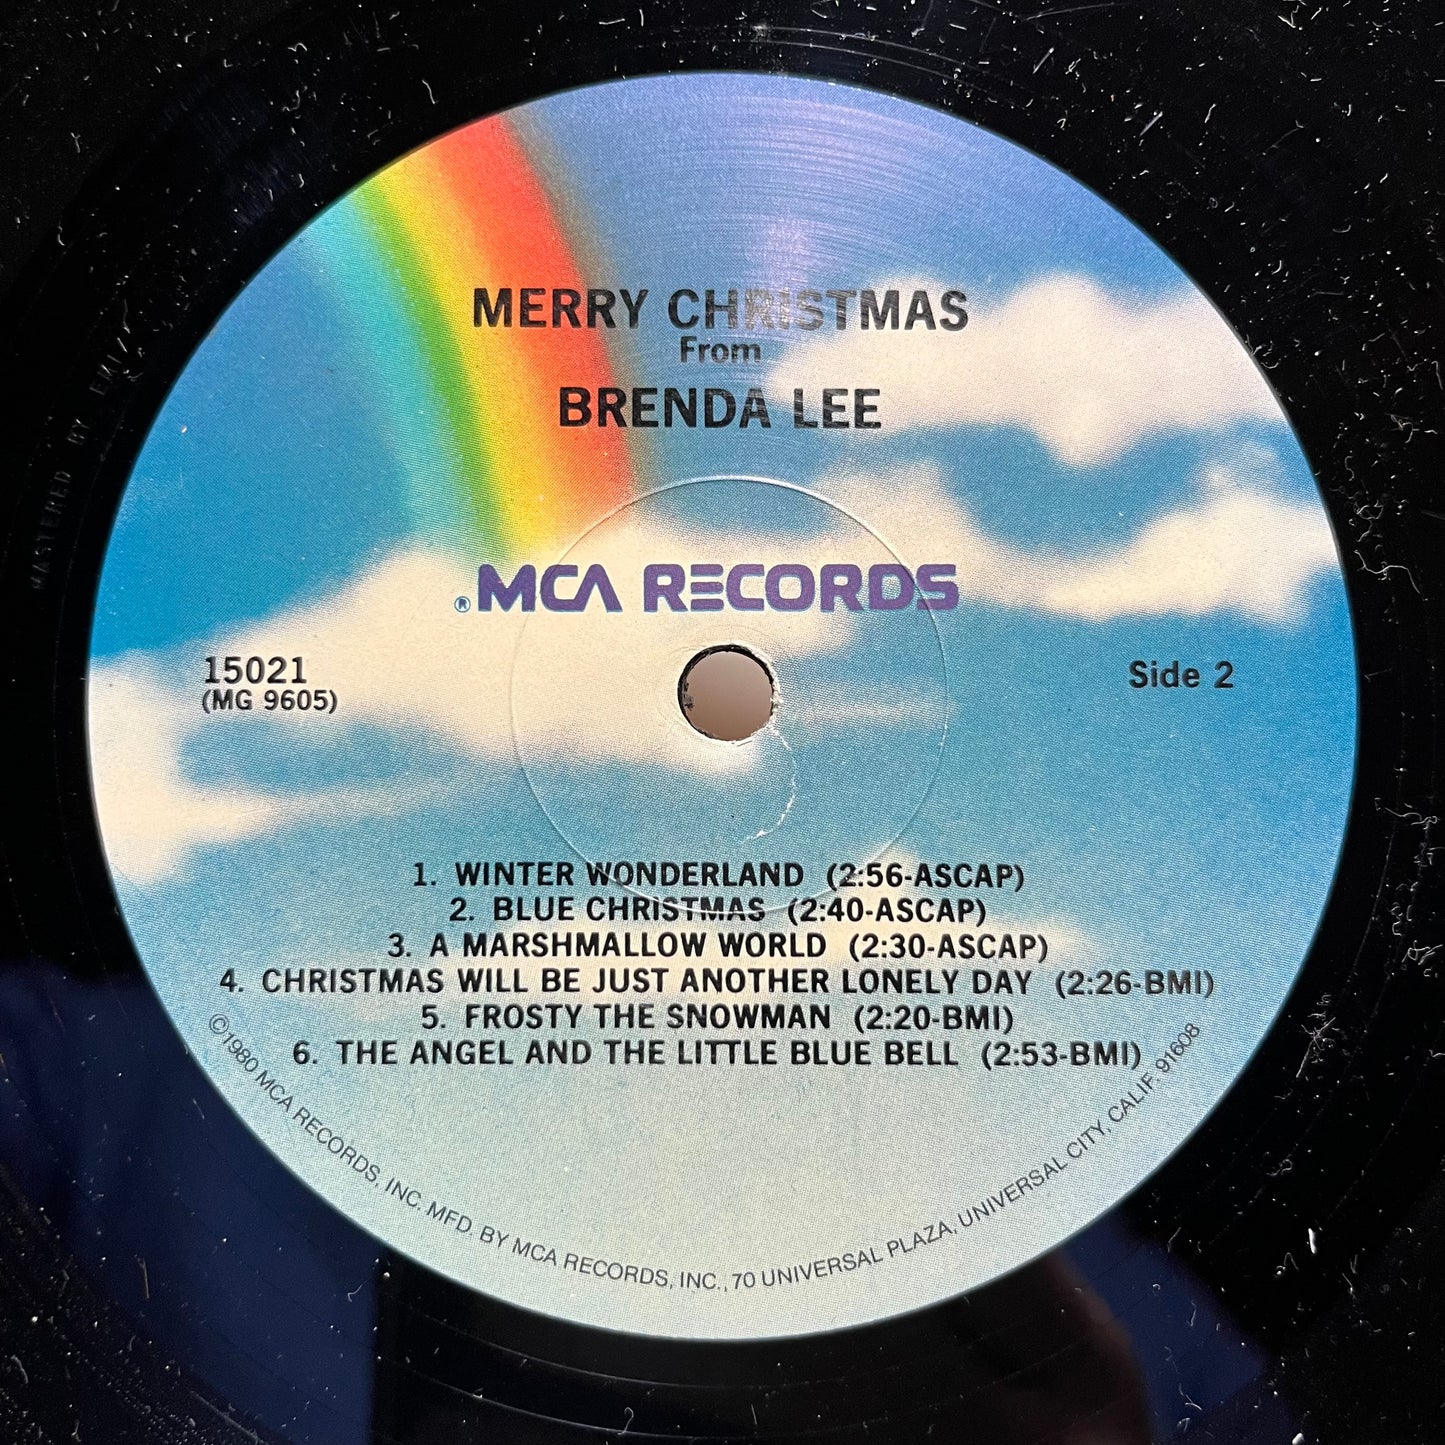 MERRY CHRISTMAS
From
BRENDA LEE
® MCA RECORDS
15021
(MG 9605)
Side 2
1. WINTER WONDERLAND (2:56-ASCAP)
2. BLUE CHRISTMAS (2:40-ASCAP)
3. A MARSHMALLOW WORLD (2:30-ASCAP)
4. CHRISTMAS WILL BE JUST ANOTHER LONELY DAY (2:26-BMI)
5. FROSTY THE SNOWMAN (2:20-BMI)
6. THE ANGEL AND THE LITTLE BLUE BELL (2:53-BMI)
©1980 MCA RECORDS, INC. MFD. BY MCA RECORDS, INC., 70 UNIVERSAL PLAZA, UNIVERSAL CITY, CALIF. 91608
MASTERED BY